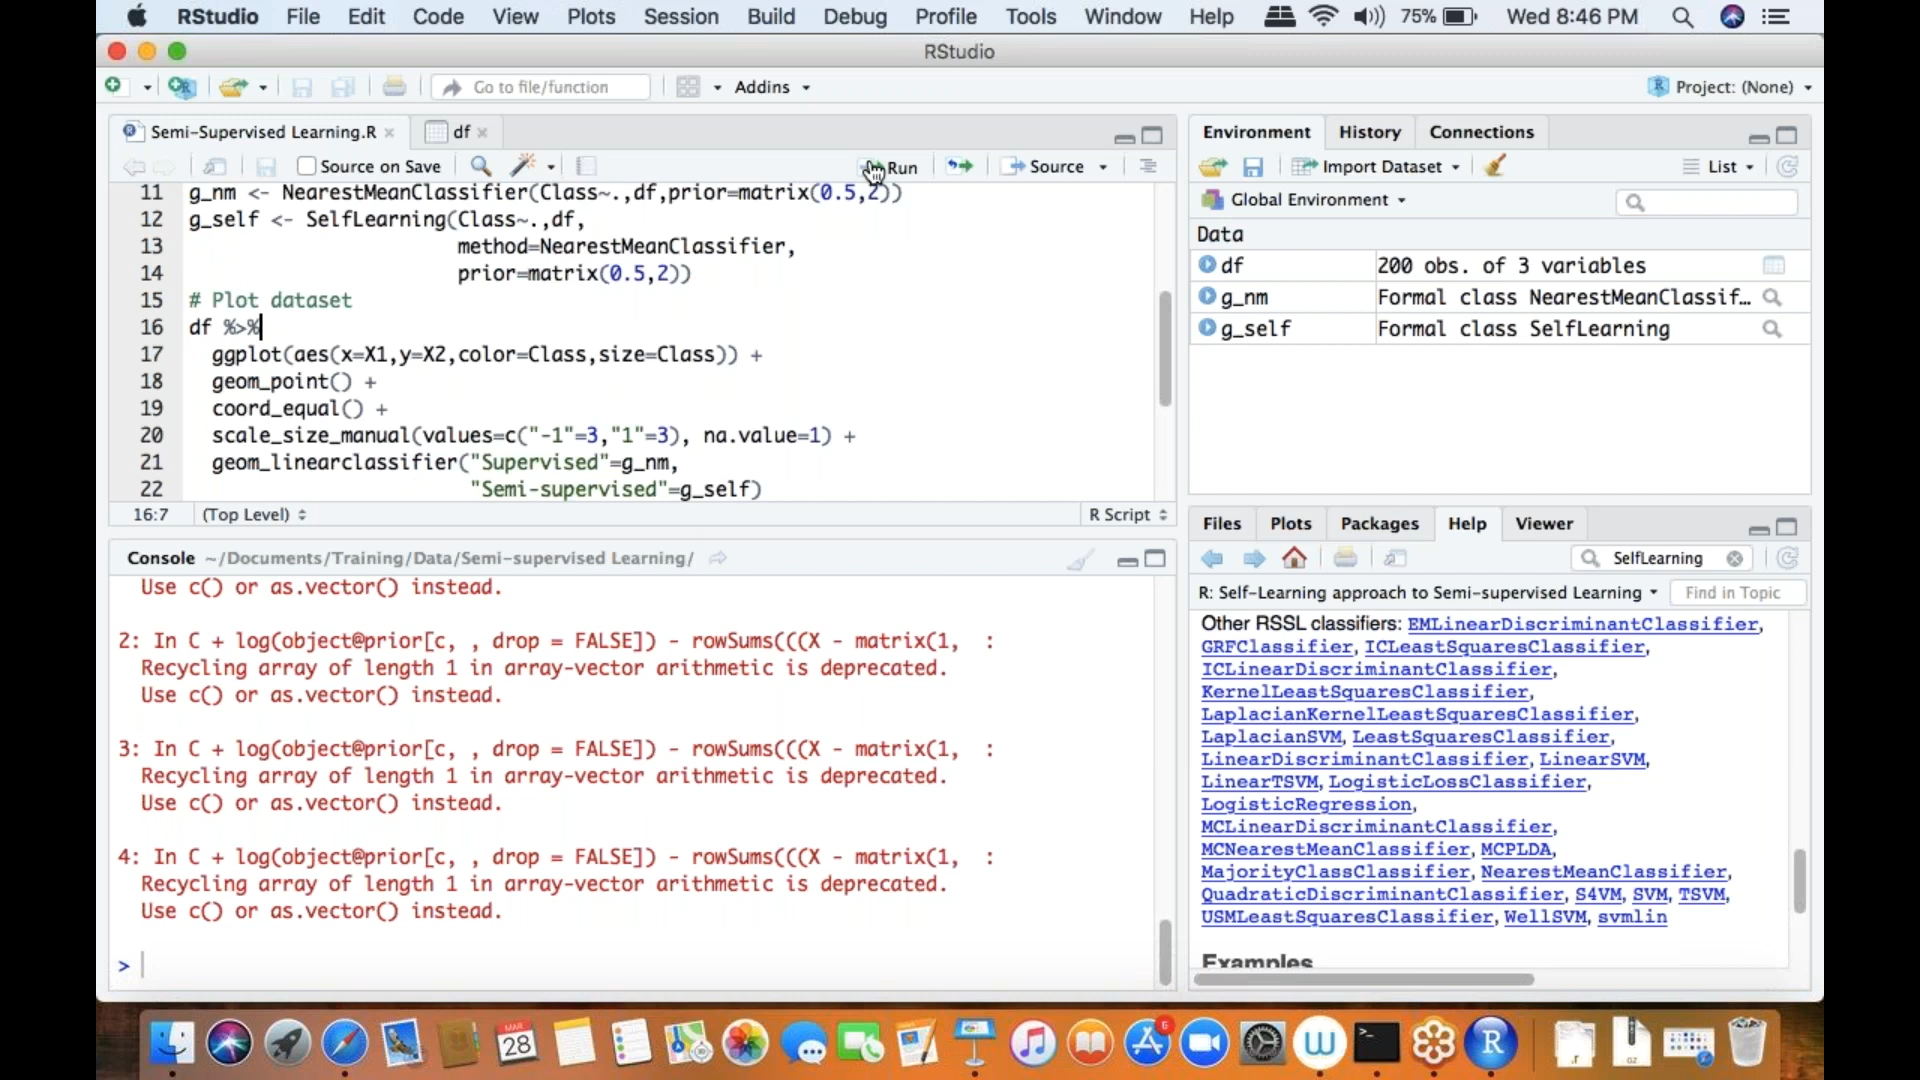 RStudio File Edit Code View Plots Session Build Debug Profile Tools Window Help 75% Wed 8:46 PM
RStudio
Go to file/function Addins Project: (None)
Semi-Supervised Learning.R df
Source on Save Run Source
11 g_nm <- NearestMeanClassifier(Class~.,df,prior=matrix(0.5,2))
12 g_self <- SelfLearning(Class~.,df,
13 method=NearestMeanClassifier,
14 prior=matrix(0.5,2))
15 # Plot dataset
16 df %>%
17 ggplot(aes(x=X1,y=X2,color=Class,size=Class)) +
18 geom_point() +
19 coord_equal() +
20 scale_size_manual(values=c("-1"=3,"1"=3), na.value=1) +
21 geom_linearclassifier("Supervised"=g_nm,
22 "Semi-supervised"=g_self)
16:7 (Top Level) R Script
Console ~/Documents/Training/Data/Semi-supervised Learning/
Use c() or as.vector() instead.
2: In C + log(object@prior[c, , drop = FALSE]) - rowSums(((X - matrix(1,  :
Recycling array of length 1 in array-vector arithmetic is deprecated.
Use c() or as.vector() instead.
3: In C + log(object@prior[c, , drop = FALSE]) - rowSums(((X - matrix(1,  :
Recycling array of length 1 in array-vector arithmetic is deprecated.
Use c() or as.vector() instead.
4: In C + log(object@prior[c, , drop = FALSE]) - rowSums(((X - matrix(1,  :
Recycling array of length 1 in array-vector arithmetic is deprecated.
Use c() or as.vector() instead.
>
Environment History Connections
Import Dataset List
Global Environment
Data
df 200 obs. of 3 variables
g_nm Formal class NearestMeanClassif…
g_self Formal class SelfLearning
Files Plots Packages Help Viewer
SelfLearning
R: Self-Learning approach to Semi-supervised Learning Find in Topic
Other RSSL classifiers: EMLinearDiscriminantClassifier,
GRFClassifier, ICLeastSquaresClassifier,
ICLinearDiscriminantClassifier,
KernelLeastSquaresClassifier,
LaplacianKernelLeastSquaresClassifier,
LaplacianSVM, LeastSquaresClassifier,
LinearDiscriminantClassifier, LinearSVM,
LinearTSVM, LogisticLossClassifier,
LogisticRegression,
MCLinearDiscriminantClassifier,
MCNearestMeanClassifier, MCPLDA,
MajorityClassClassifier, NearestMeanClassifier,
QuadraticDiscriminantClassifier, S4VM, SVM, TSVM,
USMLeastSquaresClassifier, WellSVM, svmlin
Examples
MAR
28
6
R